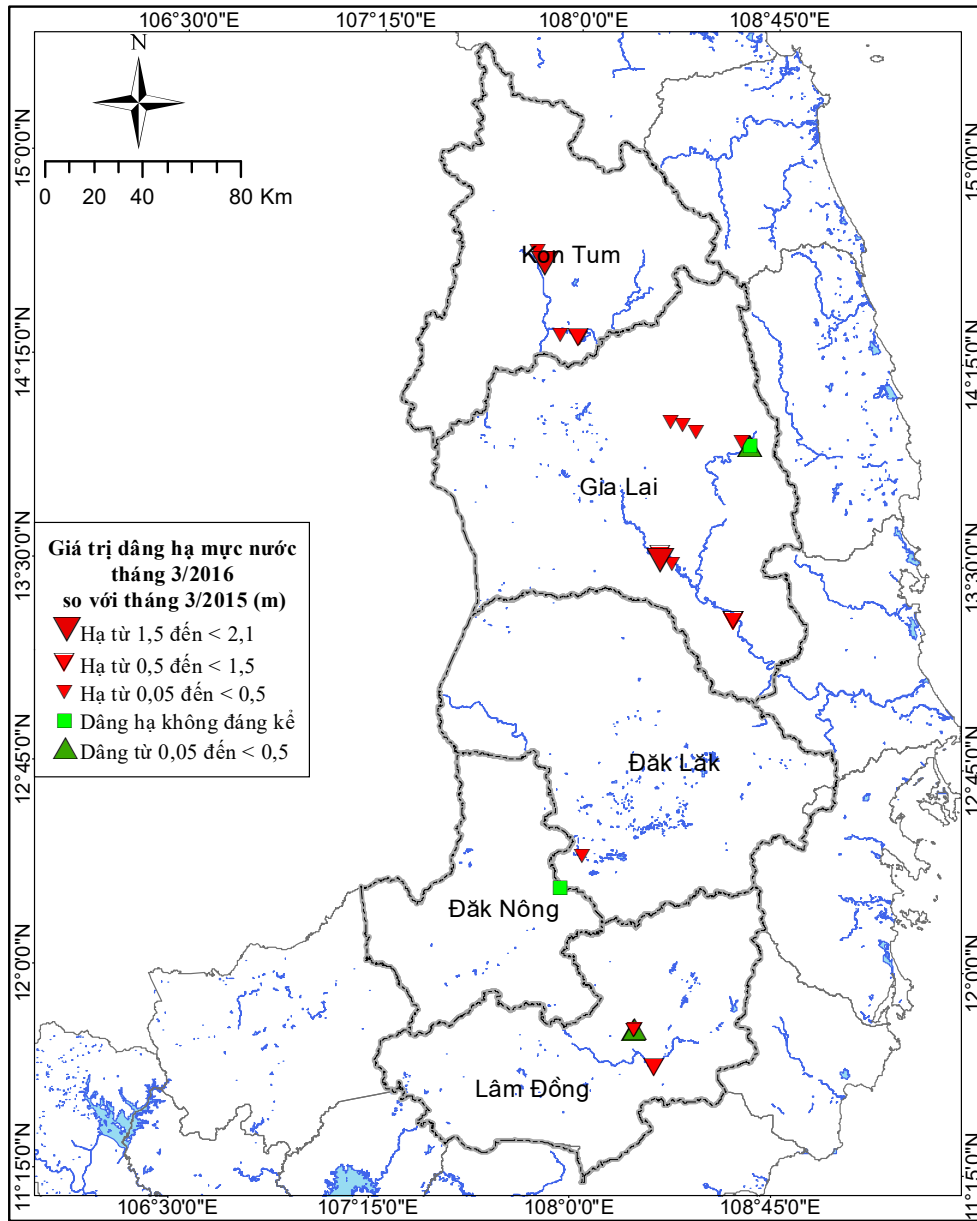 106°30'0"E
107°15'0"E
108°0'0"E
108°45'0"E
N
0 20 40 80 Km
15°0'0"N
15°0'0"N
Kon Tum
14°15'0"N
14°15'0"N
Gia Lai
13°30'0"N
13°30'0"N
Giá trị dâng hạ mực nước
tháng 3/2016
so với tháng 3/2015 (m)
Hạ từ 1,5 đến < 2,1
Hạ từ 0,5 đến < 1,5
Hạ từ 0,05 đến < 0,5
Dâng hạ không đáng kể
Dâng từ 0,05 đến < 0,5
12°45'0"N
12°45'0"N
Đăk Lăk
Đăk Nông
12°0'0"N
12°0'0"N
Lâm Đồng
11°15'0"N
11°15'0"N
106°30'0"E
107°15'0"E
108°0'0"E
108°45'0"E